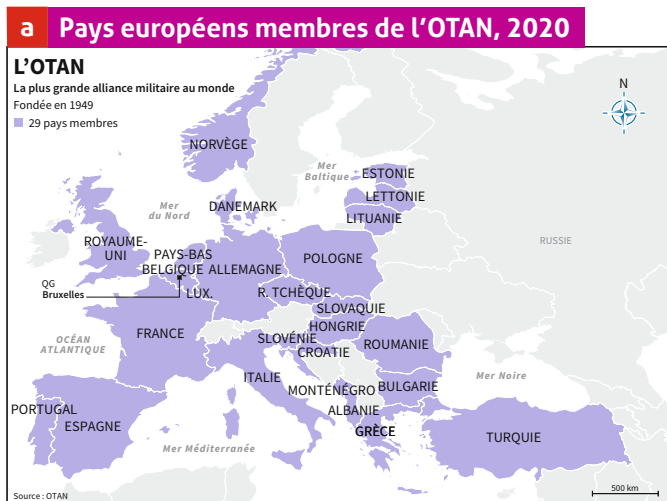 a Pays européens membres de l'OTAN, 2020
L'OTAN
La plus grande alliance militaire au monde
Fondée en 1949
29 pays membres
N
NORVÈGE
Mer
Baltique
ESTONIE
LETTONIE
LITUANIE
Mer
du Nord
DANEMARK
ROYAUME-
UNI
PAYS-BAS
BELGIQUE
ALLEMAGNE
POLOGNE
RUSSIE
QG
Bruxelles
LUX.
R. TCHÈQUE
SLOVAQUIE
HONGRIE
FRANCE
SLOVÉNIE
CROATIE
ROUMANIE
OCÉAN
ATLANTIQUE
ITALIE
MONTÉNÉGRO
BULGARIE
Mer Noire
ALBANIE
PORTUGAL
ESPAGNE
GRÈCE
TURQUIE
Mer Méditerranée
Source : OTAN
500 km